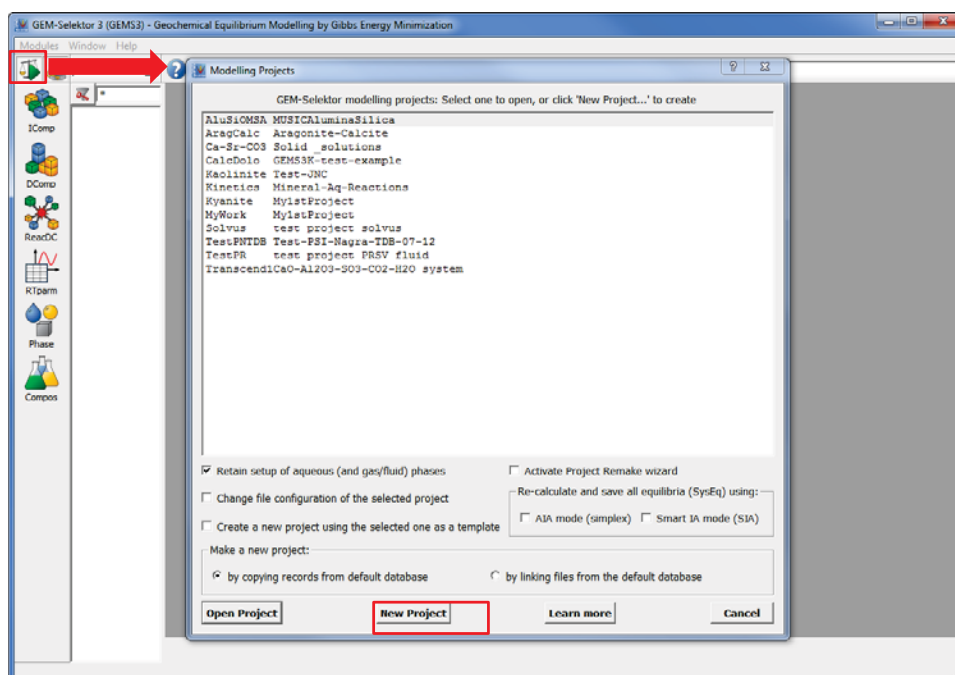 GEM-Selektor 3 (GEMS3) - Geochemical Equilibrium Modelling by Gibbs Energy Minimization
Modules Window Help
*
IComp
DComp
ReacDC
RTparm
Phase
Compos
Modelling Projects
GEM-Selektor modelling projects: Select one to open, or click 'New Project...' to create
AluSiOMSA MUSICAluminaSilica
AragCalc Aragonite-Calcite
Ca-Sr-CO3 Solid _solutions
CalcDolo GEMS3K-test-example
Kaolinite Test-JNC
Kinetics Mineral-Aq-Reactions
Kyanite My1stProject
MyWork My1stProject
Solvus test project solvus
TestPNTDB Test-PSI-Nagra-TDB-07-12
TestPR test project PRSV fluid
Transcend1CaO-Al2O3-SO3-CO2-H2O system
Retain setup of aqueous (and gas/fluid) phases
Activate Project Remake wizard
Change file configuration of the selected project
Re-calculate and save all equilibria (SysEq) using:
AIA mode (simplex) Smart IA mode (SIA)
Create a new project using the selected one as a template
Make a new project:
by copying records from default database
by linking files from the default database
Open Project
New Project
Learn more
Cancel